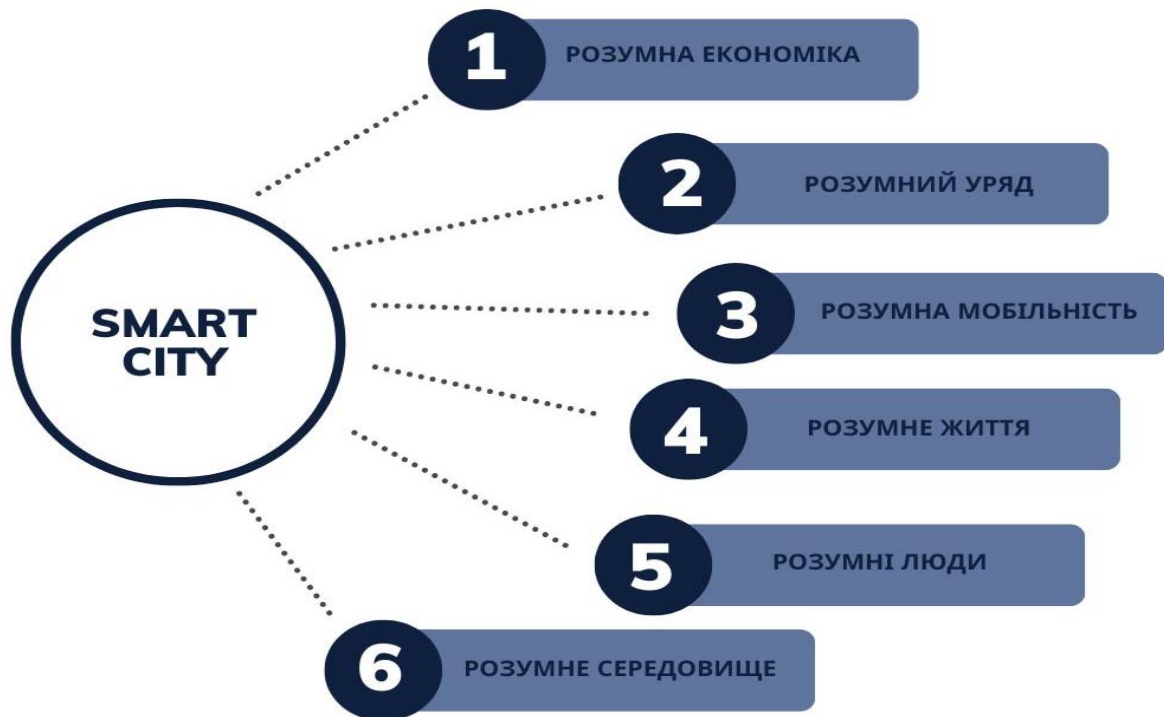 SMART
CITY
1
РОЗУМНА ЕКОНОМІКА
2
РОЗУМНИЙ УРЯД
3
РОЗУМНА МОБІЛЬНІСТЬ
4
РОЗУМНЕ ЖИТТЯ
5
РОЗУМНІ ЛЮДИ
6
РОЗУМНЕ СЕРЕДОВИЩЕ